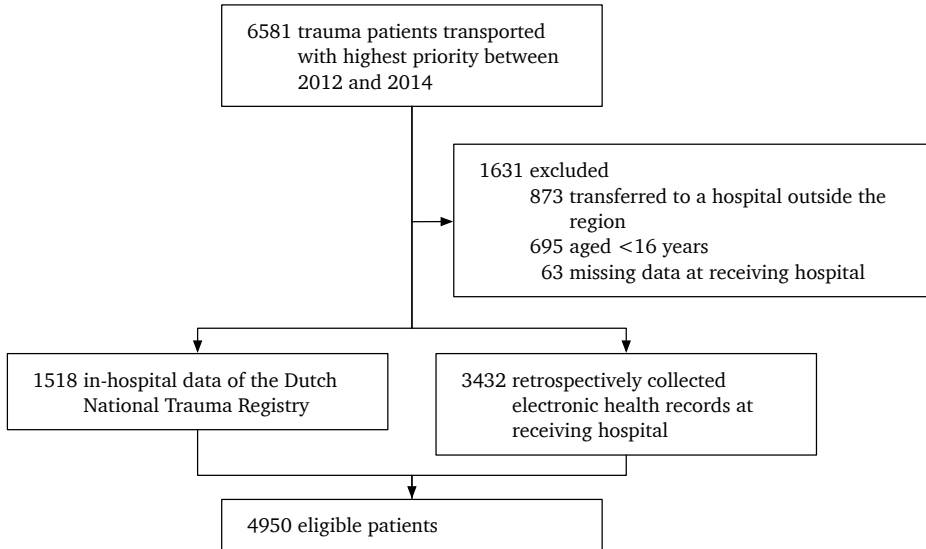 6581 trauma patients transported
with highest priority between
2012 and 2014
1631 excluded
873 transferred to a hospital outside the
region
695 aged <16 years
63 missing data at receiving hospital
1518 in-hospital data of the Dutch
National Trauma Registry
3432 retrospectively collected
electronic health records at
receiving hospital
4950 eligible patients